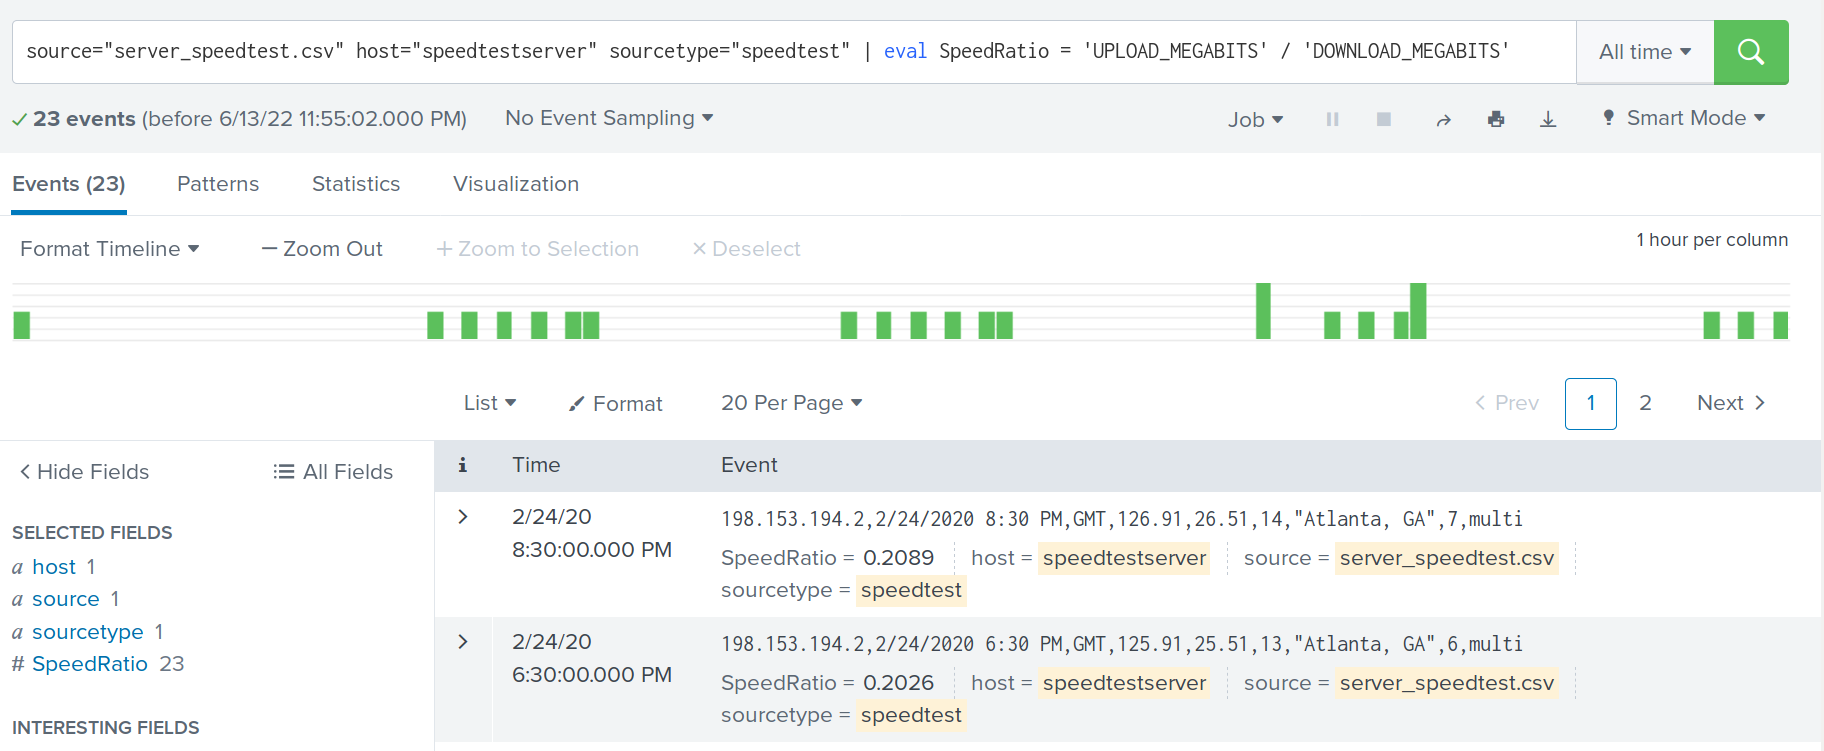 source="server_speedtest.csv" host="speedtestserver" sourcetype="speedtest" | eval SpeedRatio = 'UPLOAD_MEGABITS' / 'DOWNLOAD_MEGABITS'
All time
23 events (before 6/13/22 11:55:02.000 PM)
No Event Sampling
Job
Smart Mode
Events (23)
Patterns
Statistics
Visualization
Format Timeline
— Zoom Out
+ Zoom to Selection
× Deselect
1 hour per column
List
Format
20 Per Page
< Prev
1
2
Next >
< Hide Fields
All Fields
SELECTED FIELDS
a host 1
a source 1
a sourcetype 1
# SpeedRatio 23
INTERESTING FIELDS
i
Time
Event
>
2/24/20
8:30:00.000 PM
198.153.194.2,2/24/2020 8:30 PM,GMT,126.91,26.51,14,"Atlanta, GA",7,multi
SpeedRatio = 0.2089
host = speedtestserver
source = server_speedtest.csv
sourcetype = speedtest
>
2/24/20
6:30:00.000 PM
198.153.194.2,2/24/2020 6:30 PM,GMT,125.91,25.51,13,"Atlanta, GA",6,multi
SpeedRatio = 0.2026
host = speedtestserver
source = server_speedtest.csv
sourcetype = speedtest